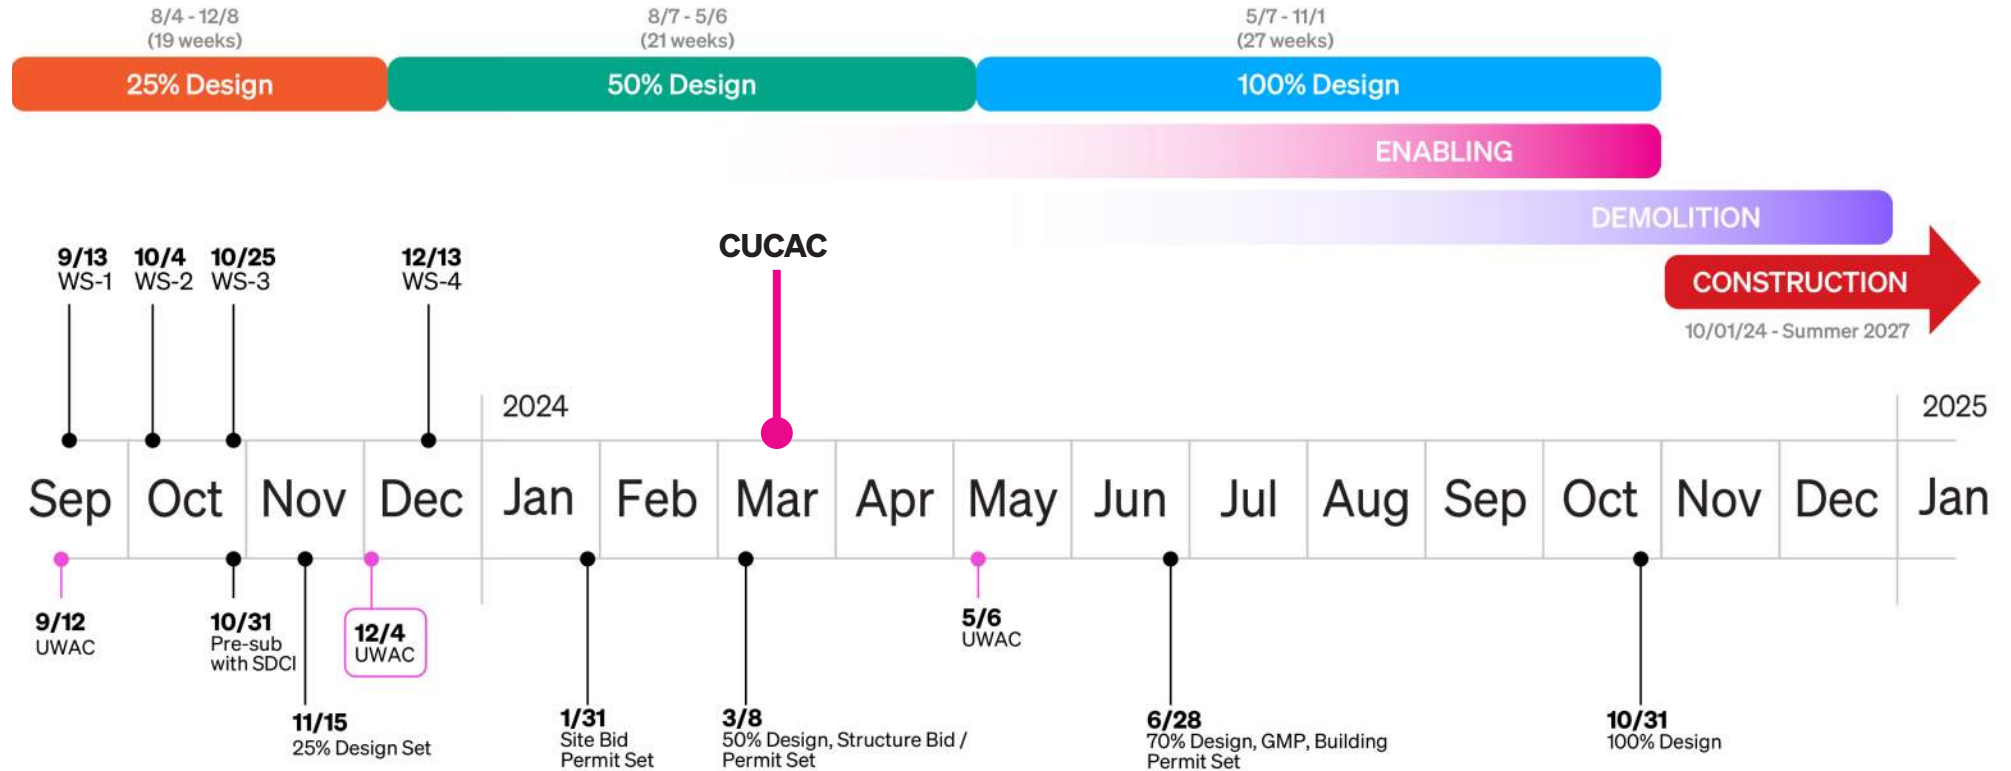 8/4 - 12/8
(19 weeks)
8/7 - 5/6
(21 weeks)
5/7 - 11/1
(27 weeks)
25% Design
50% Design
100% Design
ENABLING
DEMOLITION
CONSTRUCTION
10/01/24 - Summer 2027
9/13
WS-1
10/4
WS-2
10/25
WS-3
12/13
WS-4
CUCAC
2024
2025
Sep Oct Nov Dec Jan Feb Mar Apr May Jun Jul Aug Sep Oct Nov Dec Jan
9/12
UWAC
10/31
Pre-sub
with SDCI
11/15
25% Design Set
12/4
UWAC
1/31
Site Bid
Permit Set
3/8
50% Design, Structure Bid /
Permit Set
5/6
UWAC
6/28
70% Design, GMP, Building
Permit Set
10/31
100% Design